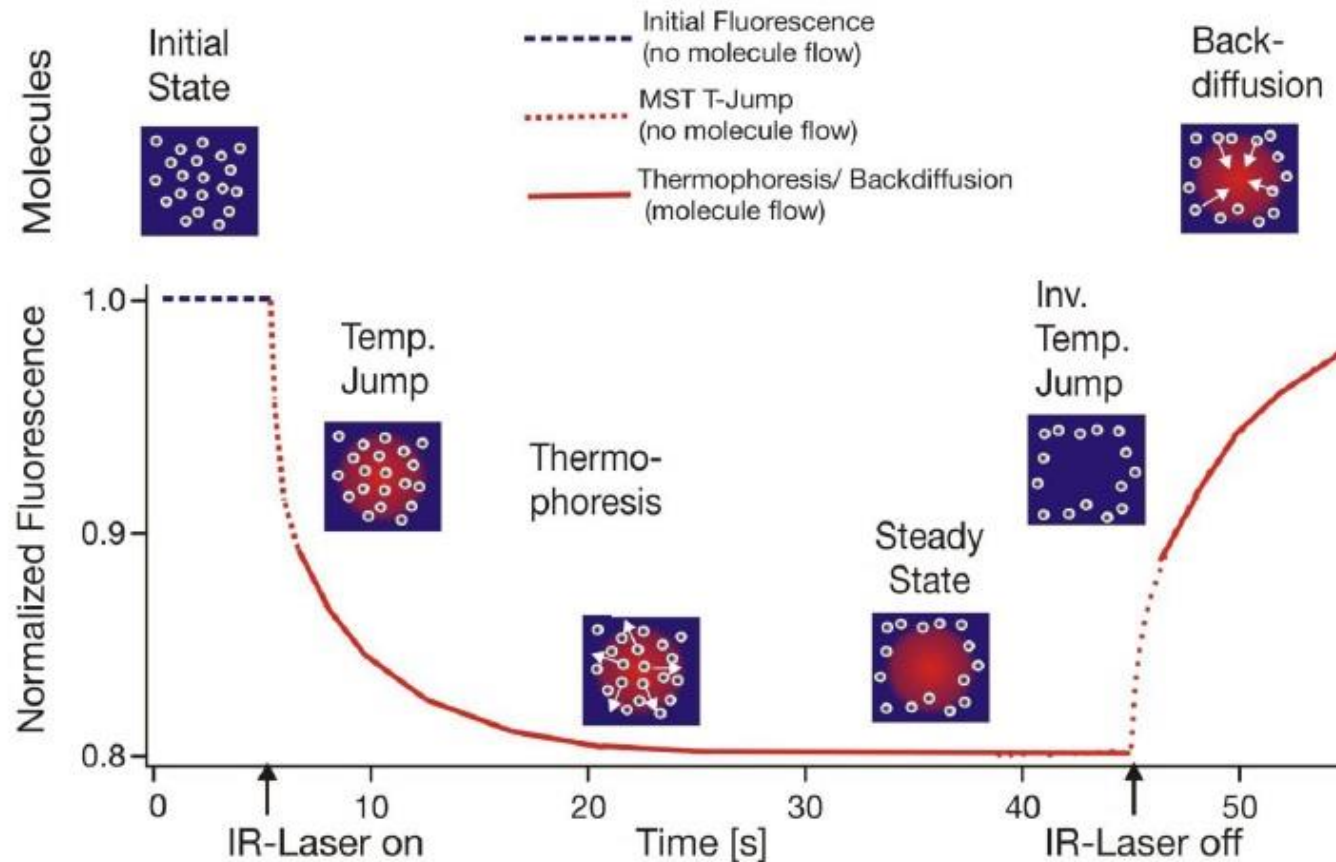 Molecules
Initial
State
Initial Fluorescence
(no molecule flow)
MST T-Jump
(no molecule flow)
Thermophoresis/ Backdiffusion
(molecule flow)
Back-
diffusion
Normalized Fluorescence
1.0
0.9
0.8
Temp.
Jump
Thermo-
phoresis
Steady
State
Inv.
Temp.
Jump
0 10 20 30 40 50
IR-Laser on Time [s] IR-Laser off